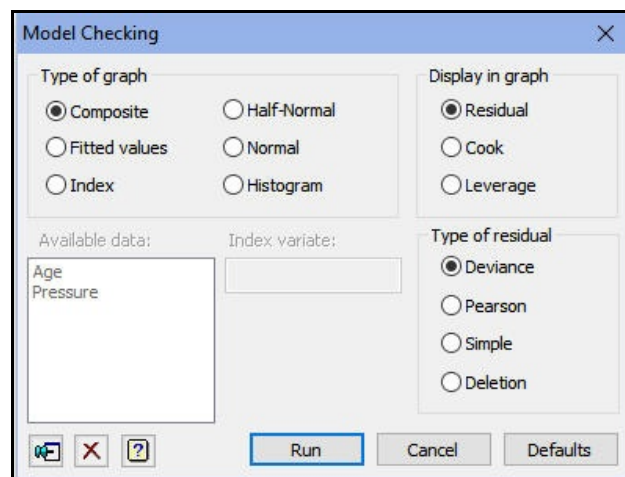 Model Checking
Type of graph
Composite
Half-Normal
Fitted values
Normal
Index
Histogram
Display in graph
Residual
Cook
Leverage
Available data:
Age
Pressure
Index variate:
Type of residual
Deviance
Pearson
Simple
Deletion
Run
Cancel
Defaults